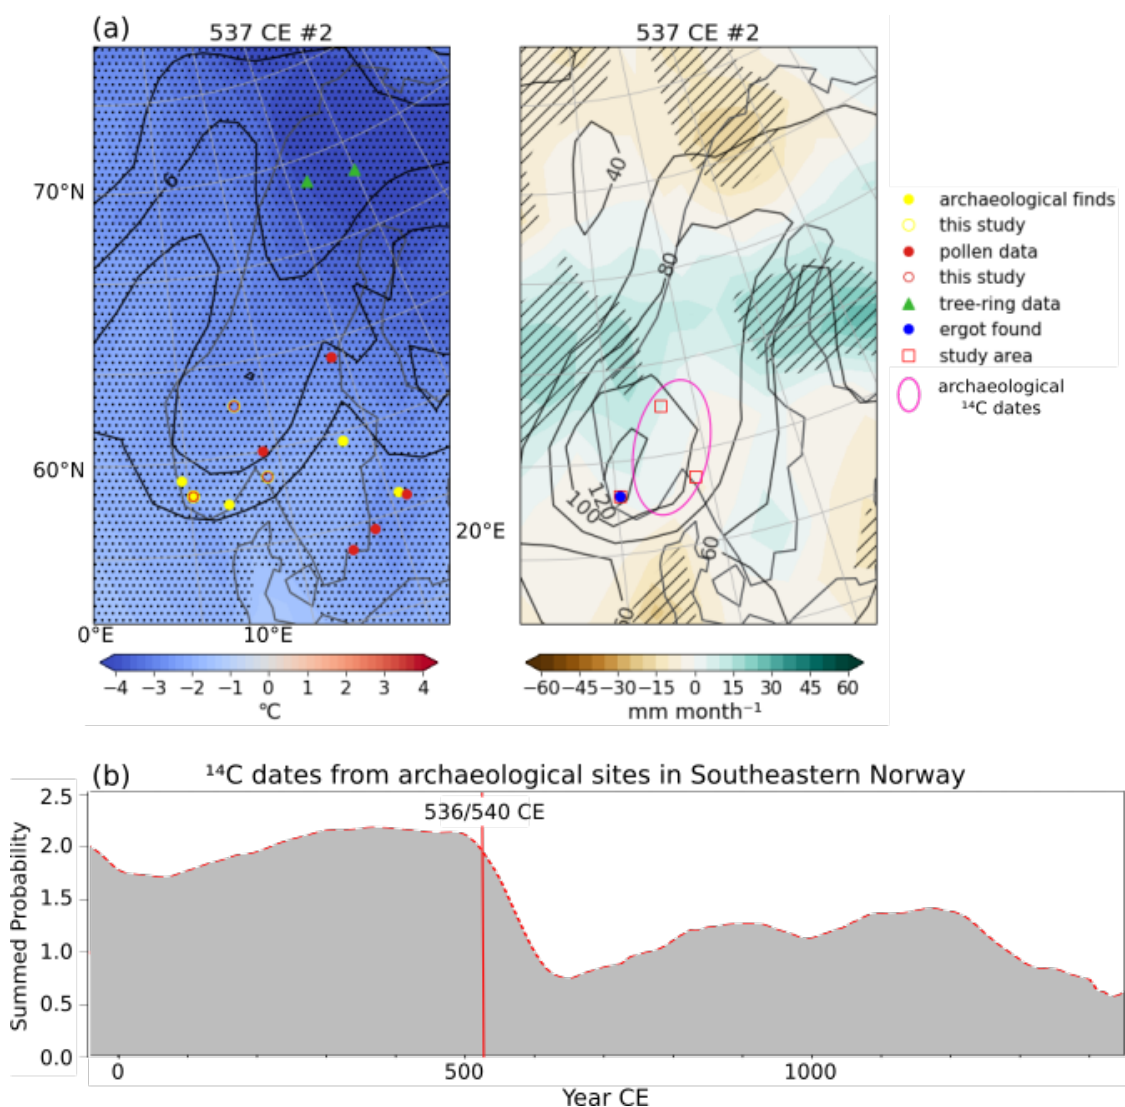 (a)
537 CE #2
537 CE #2
70°N
60°N
0°E
10°E
20°E
6
40
80
120
100
60
−4 −3 −2 −1 0 1 2 3 4
°C
−60 −45 −30 −15 0 15 30 45 60
mm month⁻¹
archaeological finds
this study
pollen data
this study
tree-ring data
ergot found
study area
archaeological
¹⁴C dates
(b)
¹⁴C dates from archaeological sites in Southeastern Norway
536/540 CE
Summed Probability
2.5
2.0
1.5
1.0
0.5
0.0
0 500 1000
Year CE